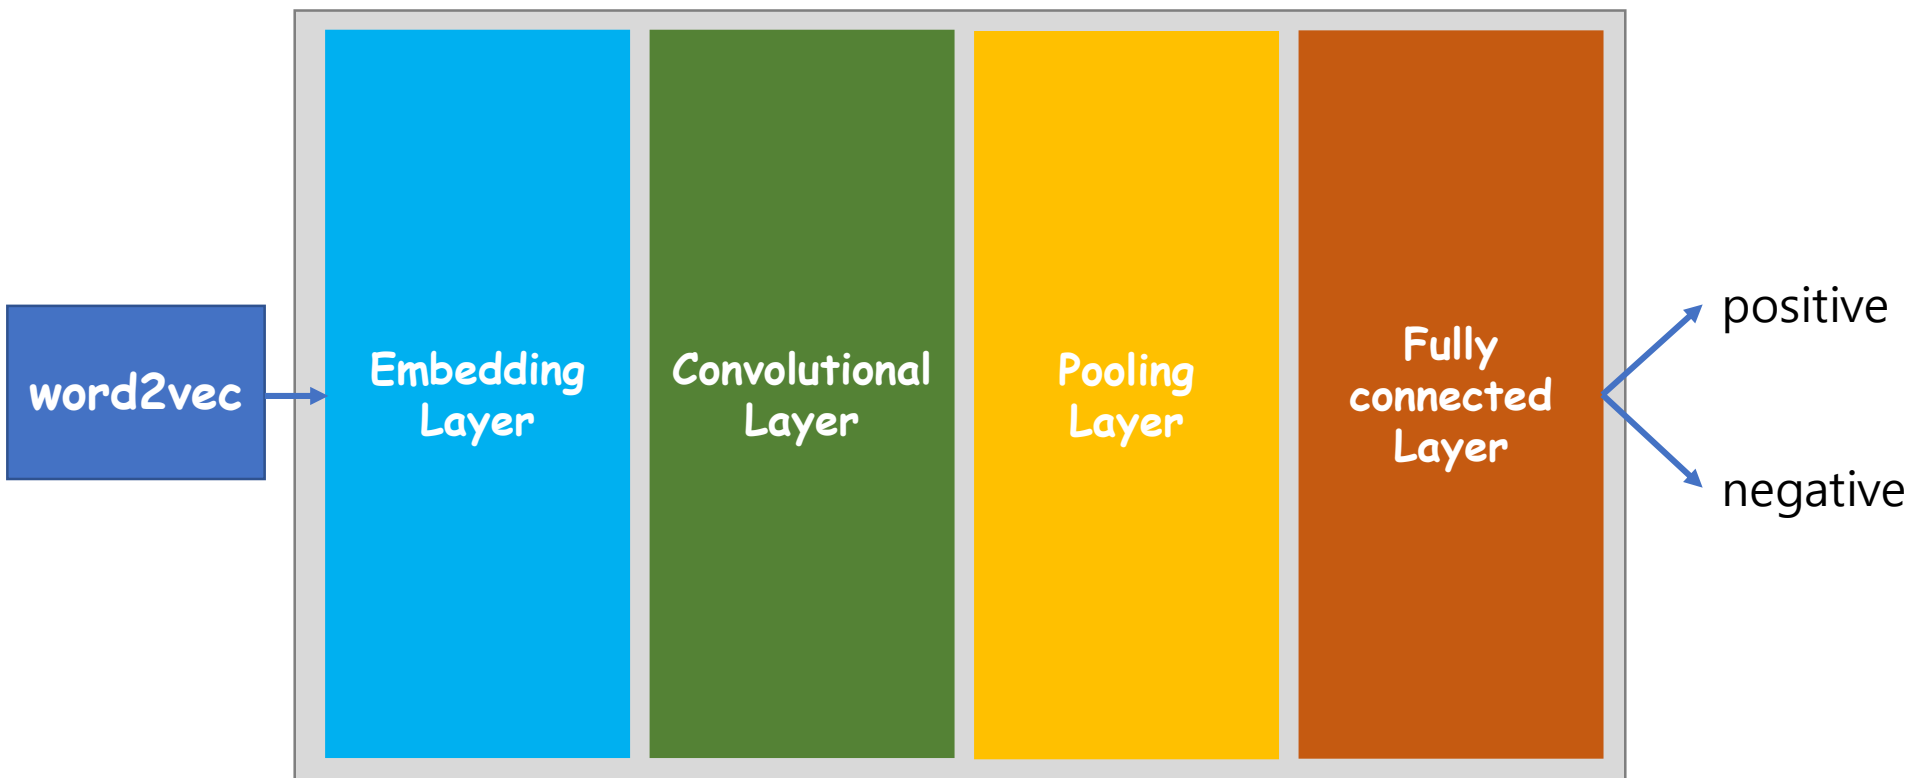 word2vec
Embedding
Layer
Convolutional
Layer
Pooling
Layer
Fully
connected
Layer
positive
negative